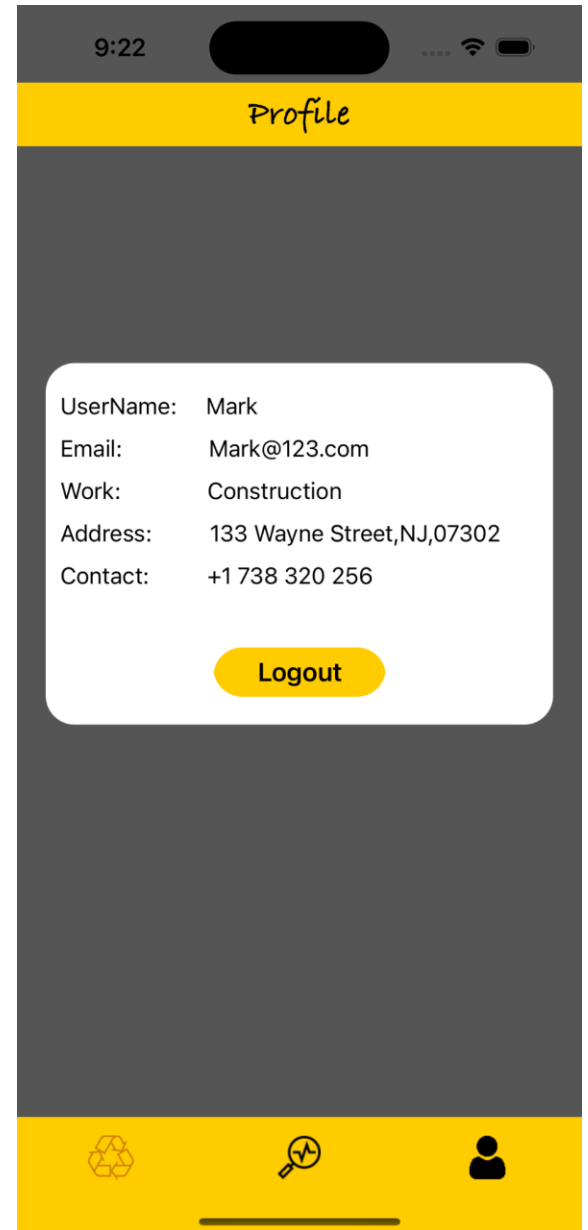 9:22
Profile
UserName: Mark
Email: Mark@123.com
Work: Construction
Address: 133 Wayne Street,NJ,07302
Contact: +1 738 320 256
Logout